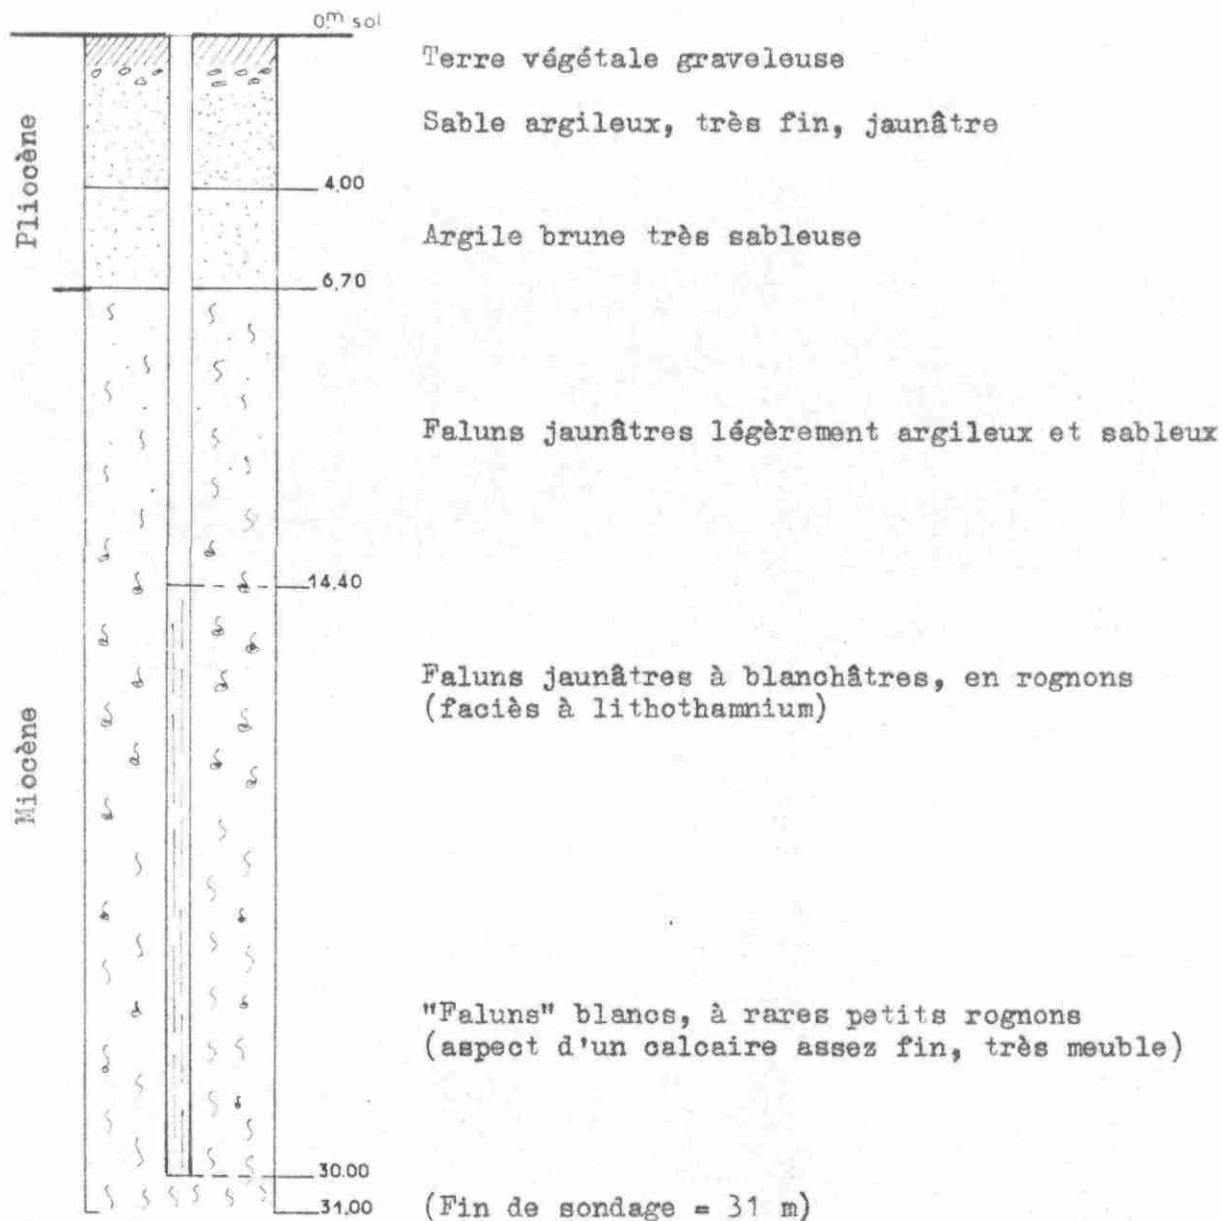 0m sol
Terre végétale graveleuse
Sable argileux, très fin, jaunâtre
Pliocène
4,00
Argile brune très sableuse
6,70
Faluns jaunâtres légèrement argileux et sableux
14,40
Faluns jaunâtres à blanchâtres, en rognons
(faciès à lithothamnium)
Miocène
"Faluns" blancs, à rares petits rognons
(aspect d'un calcaire assez fin, très meuble)
30.00
31,00
(Fin de sondage = 31 m)